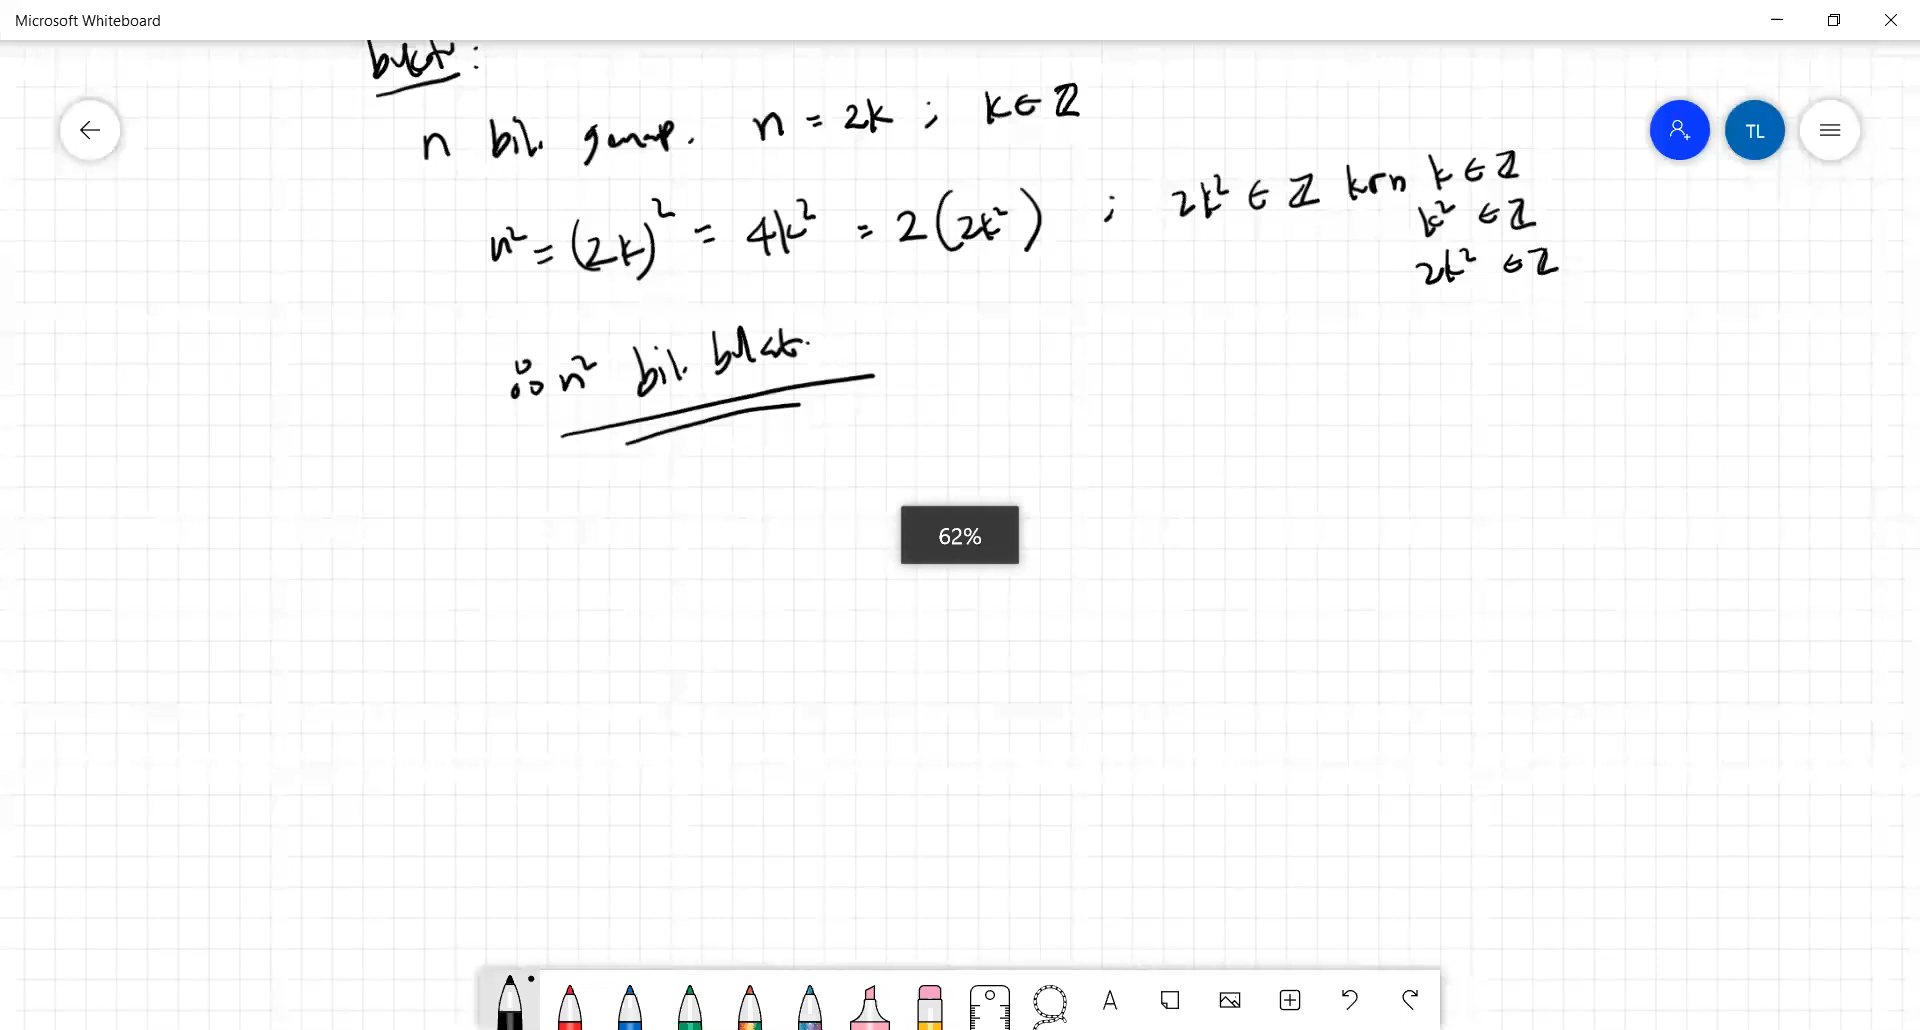 Microsoft Whiteboard
bukti :
n bil. genap. n = 2k ; k ∈ ℤ
n² = (2k)² = 4k² = 2(2k²) ; 2k² ∈ ℤ krn k ∈ ℤ
k² ∈ ℤ
2k² ∈ ℤ
∴ n² bil. bulat.
TL
62%